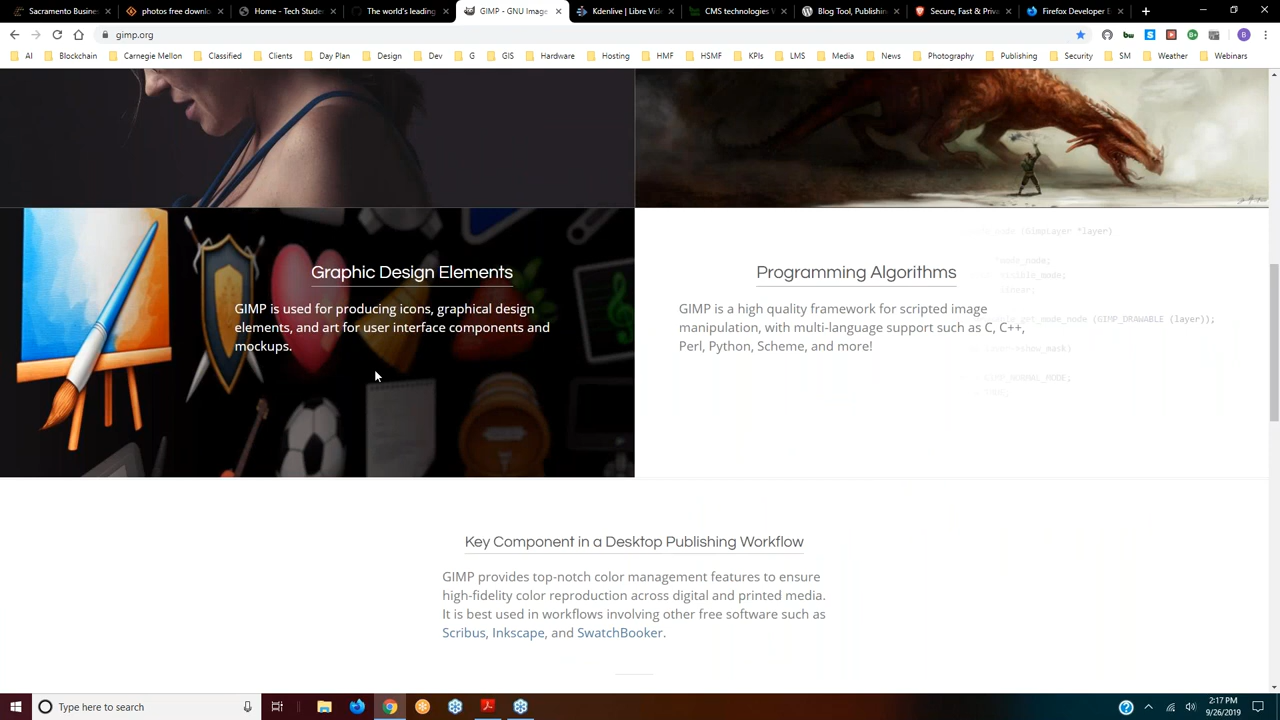 Sacramento Busine
photos free downlo
Home - Tech Studen
The world's leading
GIMP - GNU Image
Kdenlive | Libre Vide
CMS technologies W
Blog Tool, Publishin
Secure, Fast & Priva
Firefox Developer E
gimp.org
AI
Blockchain
Carnegie Mellon
Classified
Clients
Day Plan
Design
Dev
G
GIS
Hardware
Hosting
HMF
HSMF
KPIs
LMS
Media
News
Photography
Publishing
Security
SM
Weather
Webinars
Graphic Design Elements
GIMP is used for producing icons, graphical design
elements, and art for user interface components and
mockups.
(GimpLayer *layer)
Programming Algorithms
GIMP is a high quality framework for scripted image
manipulation, with multi-language support such as C, C++,
Perl, Python, Scheme, and more!
(GIMP_DRAWABLE (layer));
GIMP_NORMAL_MODE;
Key Component in a Desktop Publishing Workflow
GIMP provides top-notch color management features to ensure
high-fidelity color reproduction across digital and printed media.
It is best used in workflows involving other free software such as
Scribus, Inkscape, and SwatchBooker.
Type here to search
2:17 PM
9/26/2019